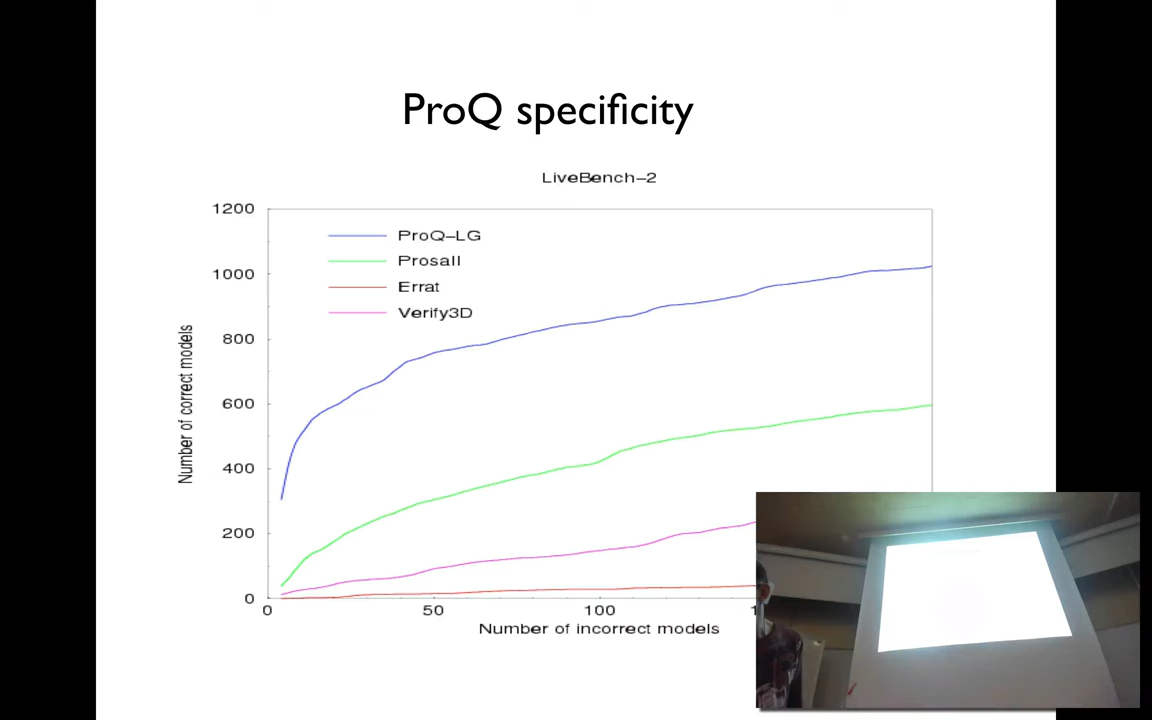 ProQ specificity
LiveBench-2
1200
1000
800
600
400
200
0
Number of correct models
ProQ-LG
ProsaII
Errat
Verify3D
0
50
100
Number of incorrect models